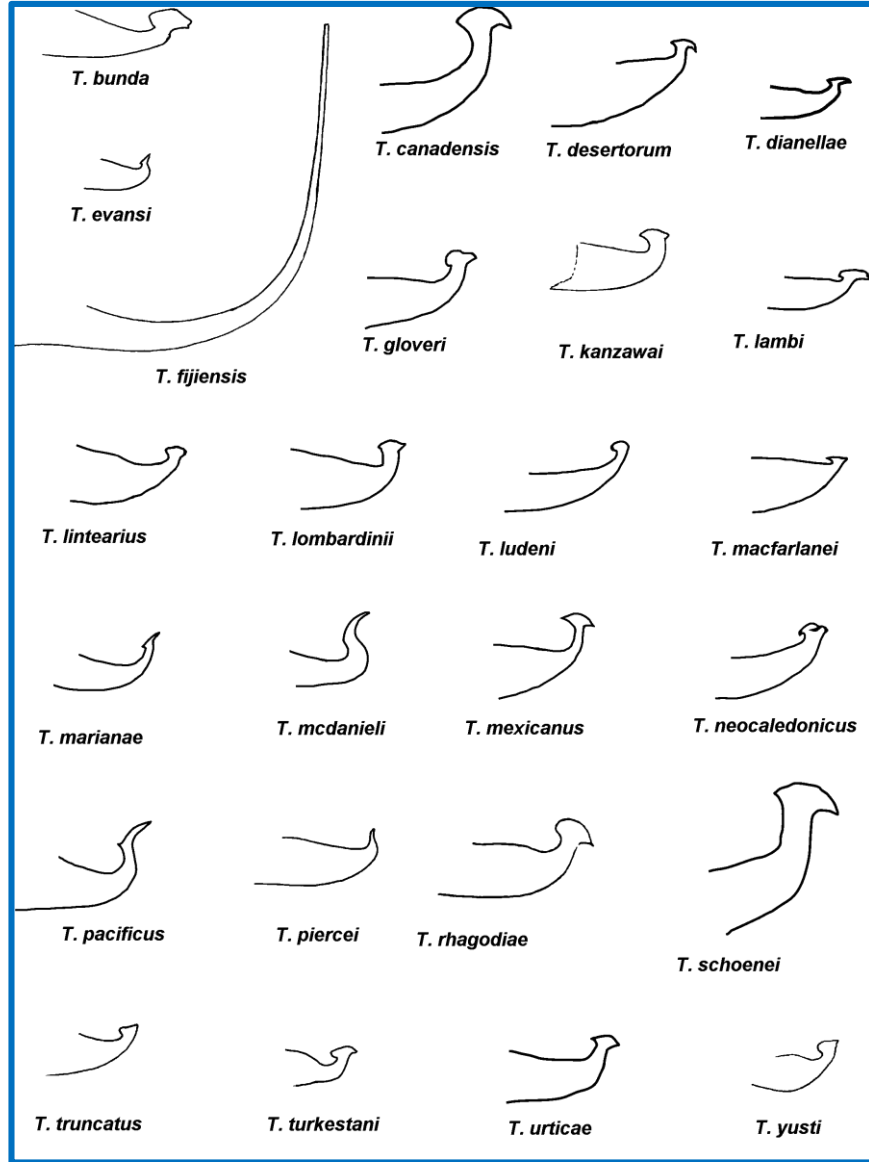 T. bunda
T. canadensis
T. desertorum
T. dianellae
T. evansi
T. gloveri
T. kanzawai
T. lambi
T. fijiensis
T. lintearius
T. lombardinii
T. ludeni
T. macfarlanei
T. marianae
T. mcdanieli
T. mexicanus
T. neocaledonicus
T. pacificus
T. piercei
T. rhagodiae
T. schoenei
T. truncatus
T. turkestani
T. urticae
T. yusti